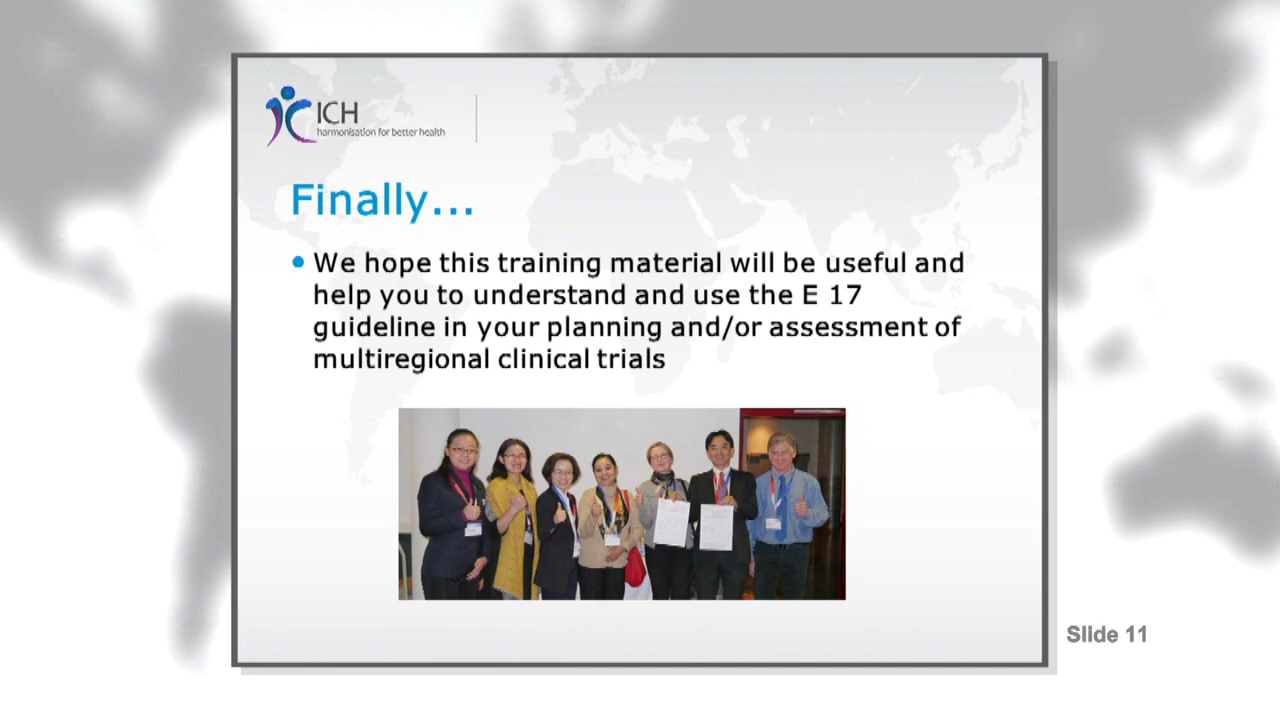 ICH
harmonisation for better health
Finally...
• We hope this training material will be useful and
help you to understand and use the E 17
guideline in your planning and/or assessment of
multiregional clinical trials
Slide 11